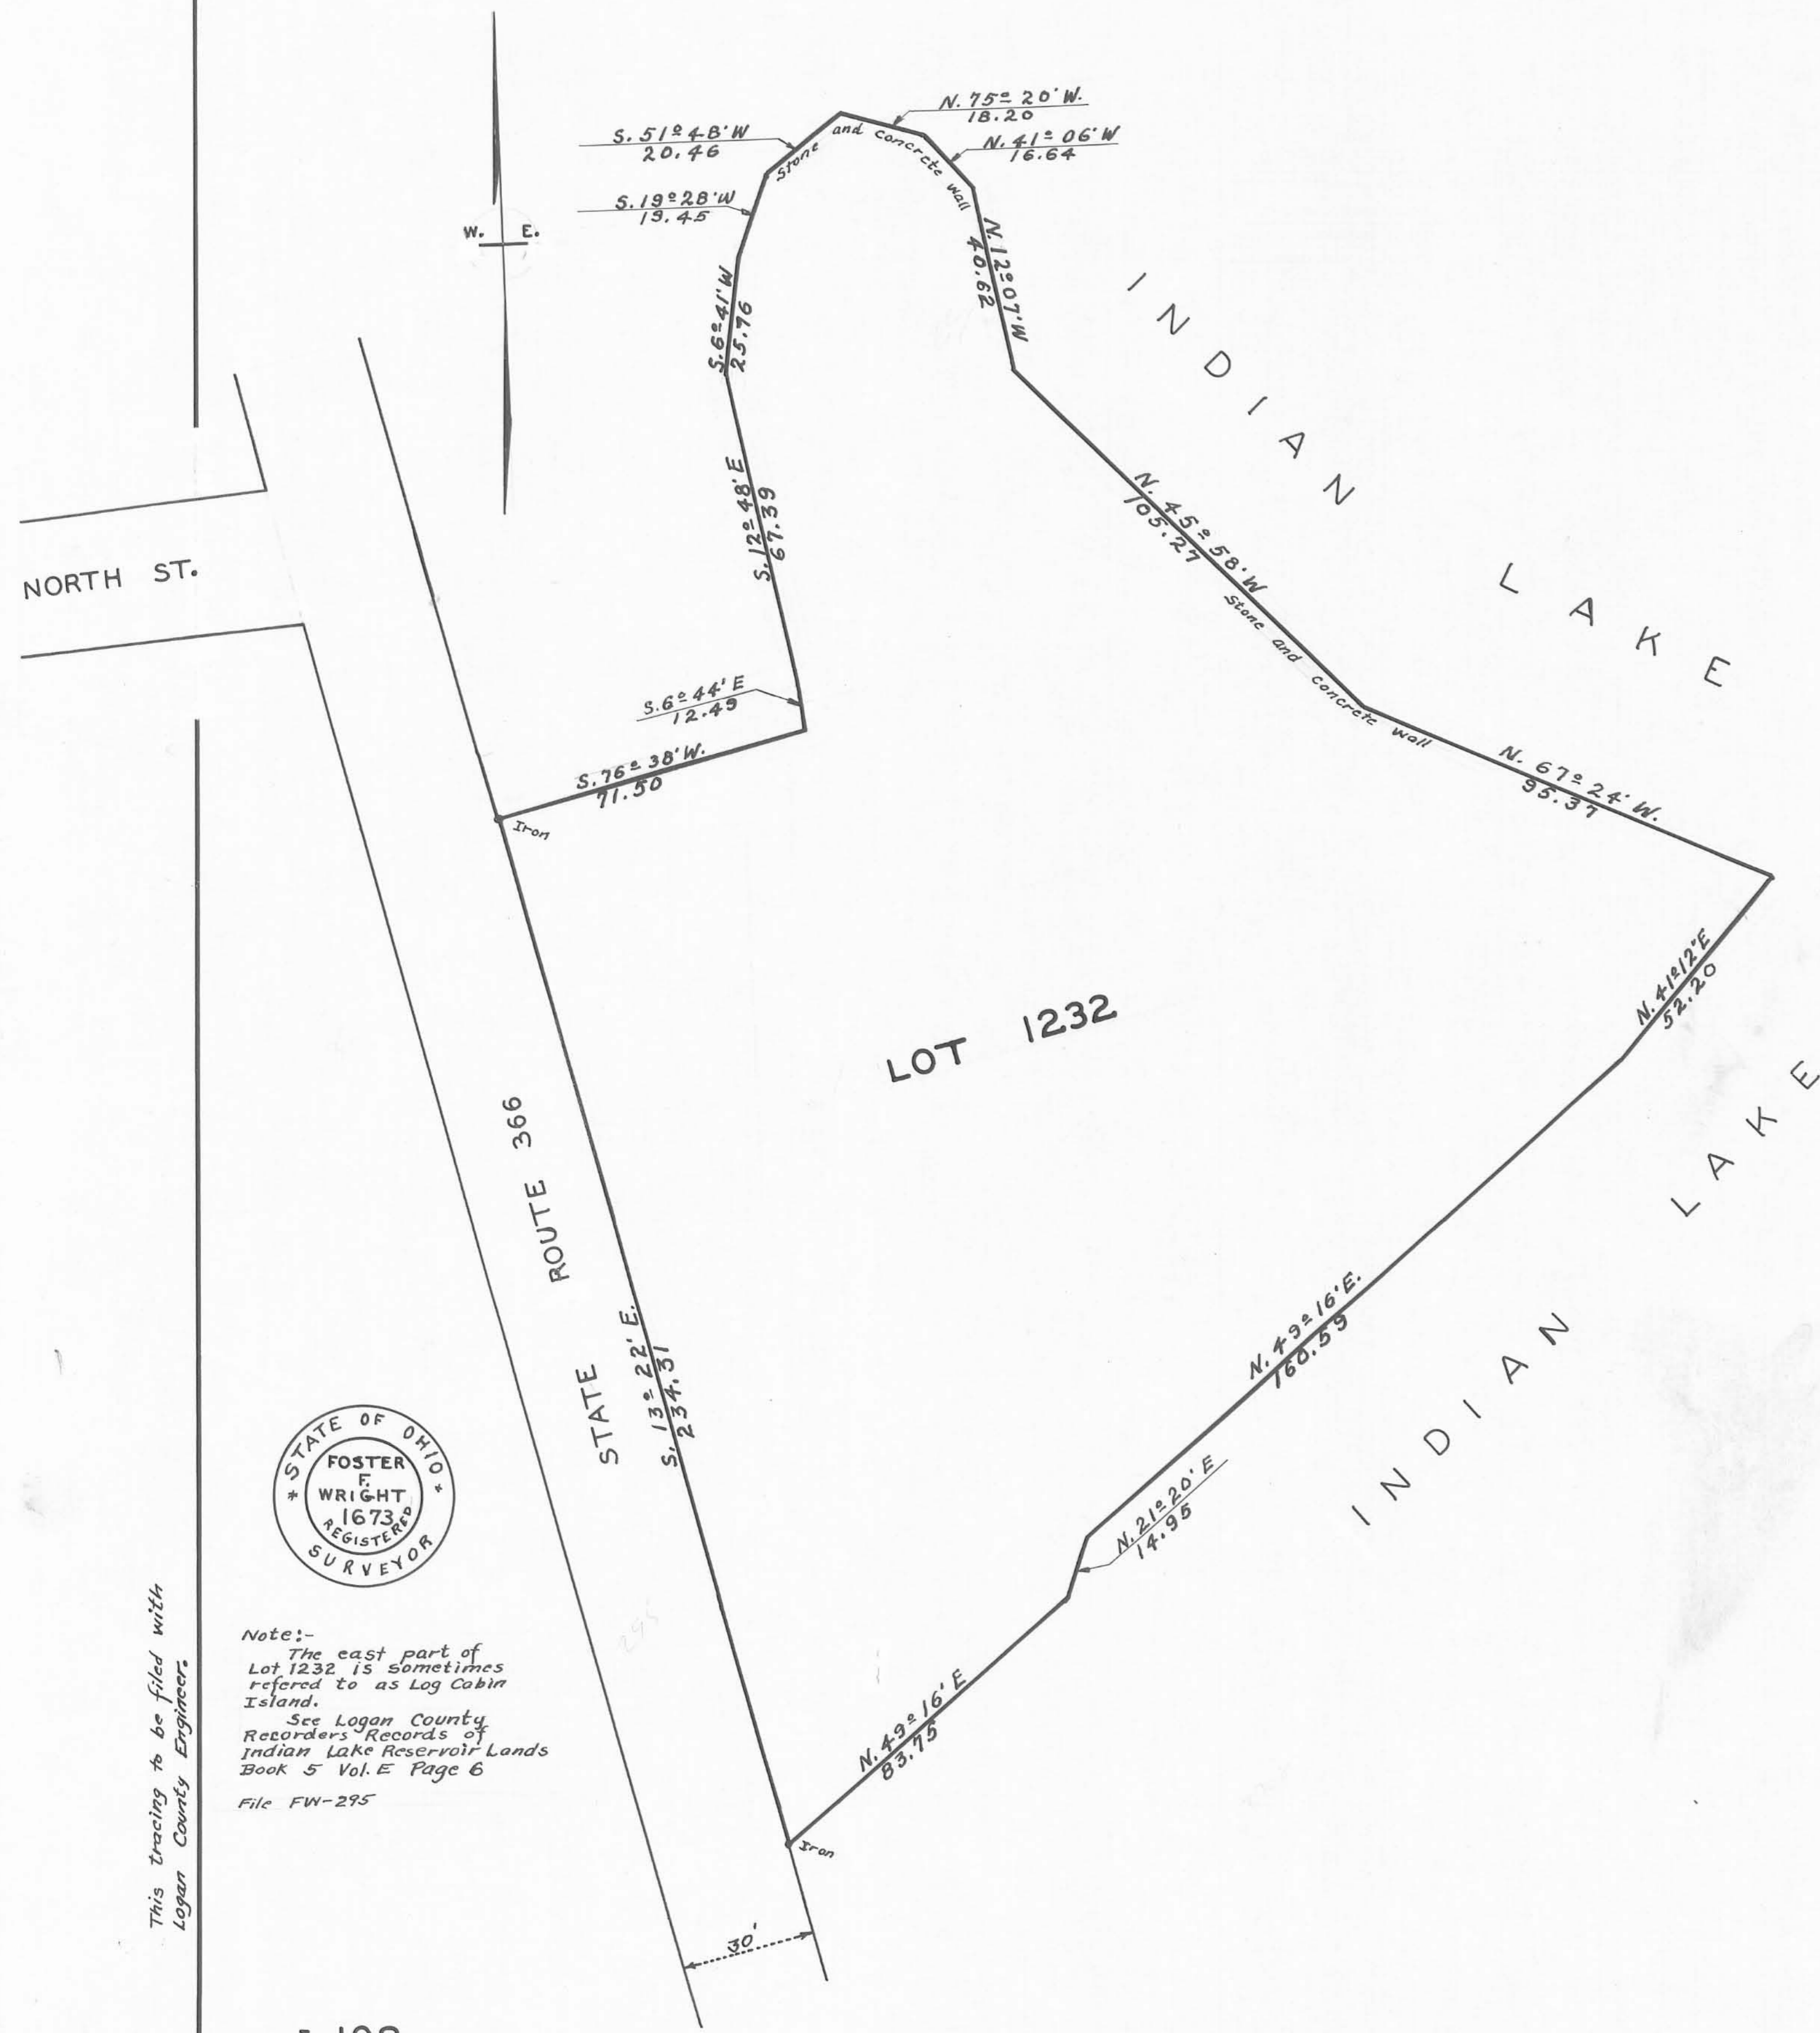 N. 75° 20' W.
18.20
S. 51° 48' W
20.46
N. 41° 06' W
16.64
Stone and concrete wall
S. 19° 28' W
19.45
W. E.
N. 12° 07' W
40.62
S. 6° 41' W
25.76
INDIAN LAKE
S. 12° 48' E
67.39
N. 45° 58' W
105.27
Stone and concrete wall
NORTH ST.
S. 6° 44' E
12.49
S. 76° 38' W.
71.50
Iron
N. 67° 24' W.
95.37
N. 41° 12' E
52.20
LOT 1232
INDIAN LAKE
STATE ROUTE 366
S. 13° 22' E.
234.31
N. 49° 16' E.
160.59
N. 21° 20' E
14.95
N. 49° 16' E
83.75
Iron
30'
* STATE OF OHIO *
FOSTER
F.
WRIGHT
1673
REGISTERED
SURVEYOR
Note:-
The east part of
Lot 1232 is sometimes
refered to as Log Cabin
Island.
See Logan County
Recorders Records of
Indian Lake Reservoir Lands
Book 5 Vol. E Page 6
File FW-295
This tracing to be filed with
Logan County Engineer.
295